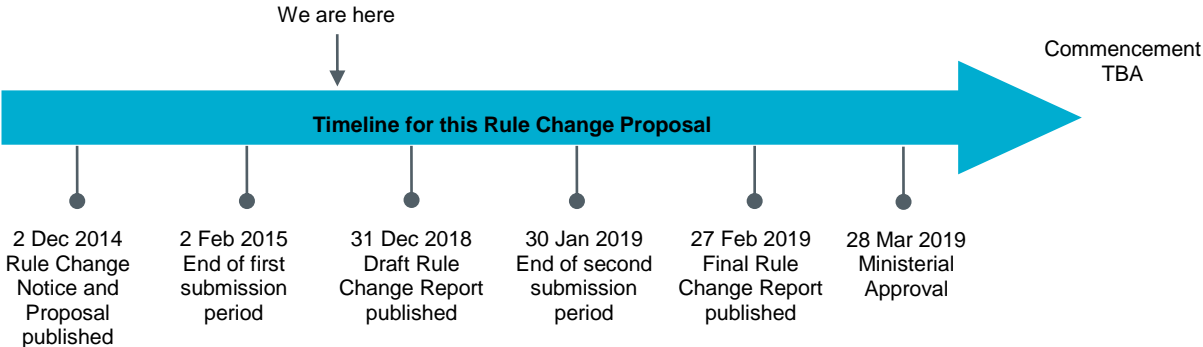 We are here
Commencement
TBA
Timeline for this Rule Change Proposal
2 Dec 2014
Rule Change
Notice and
Proposal
published
2 Feb 2015
End of first
submission
period
31 Dec 2018
Draft Rule
Change Report
published
30 Jan 2019
End of second
submission
period
27 Feb 2019
Final Rule
Change Report
published
28 Mar 2019
Ministerial
Approval